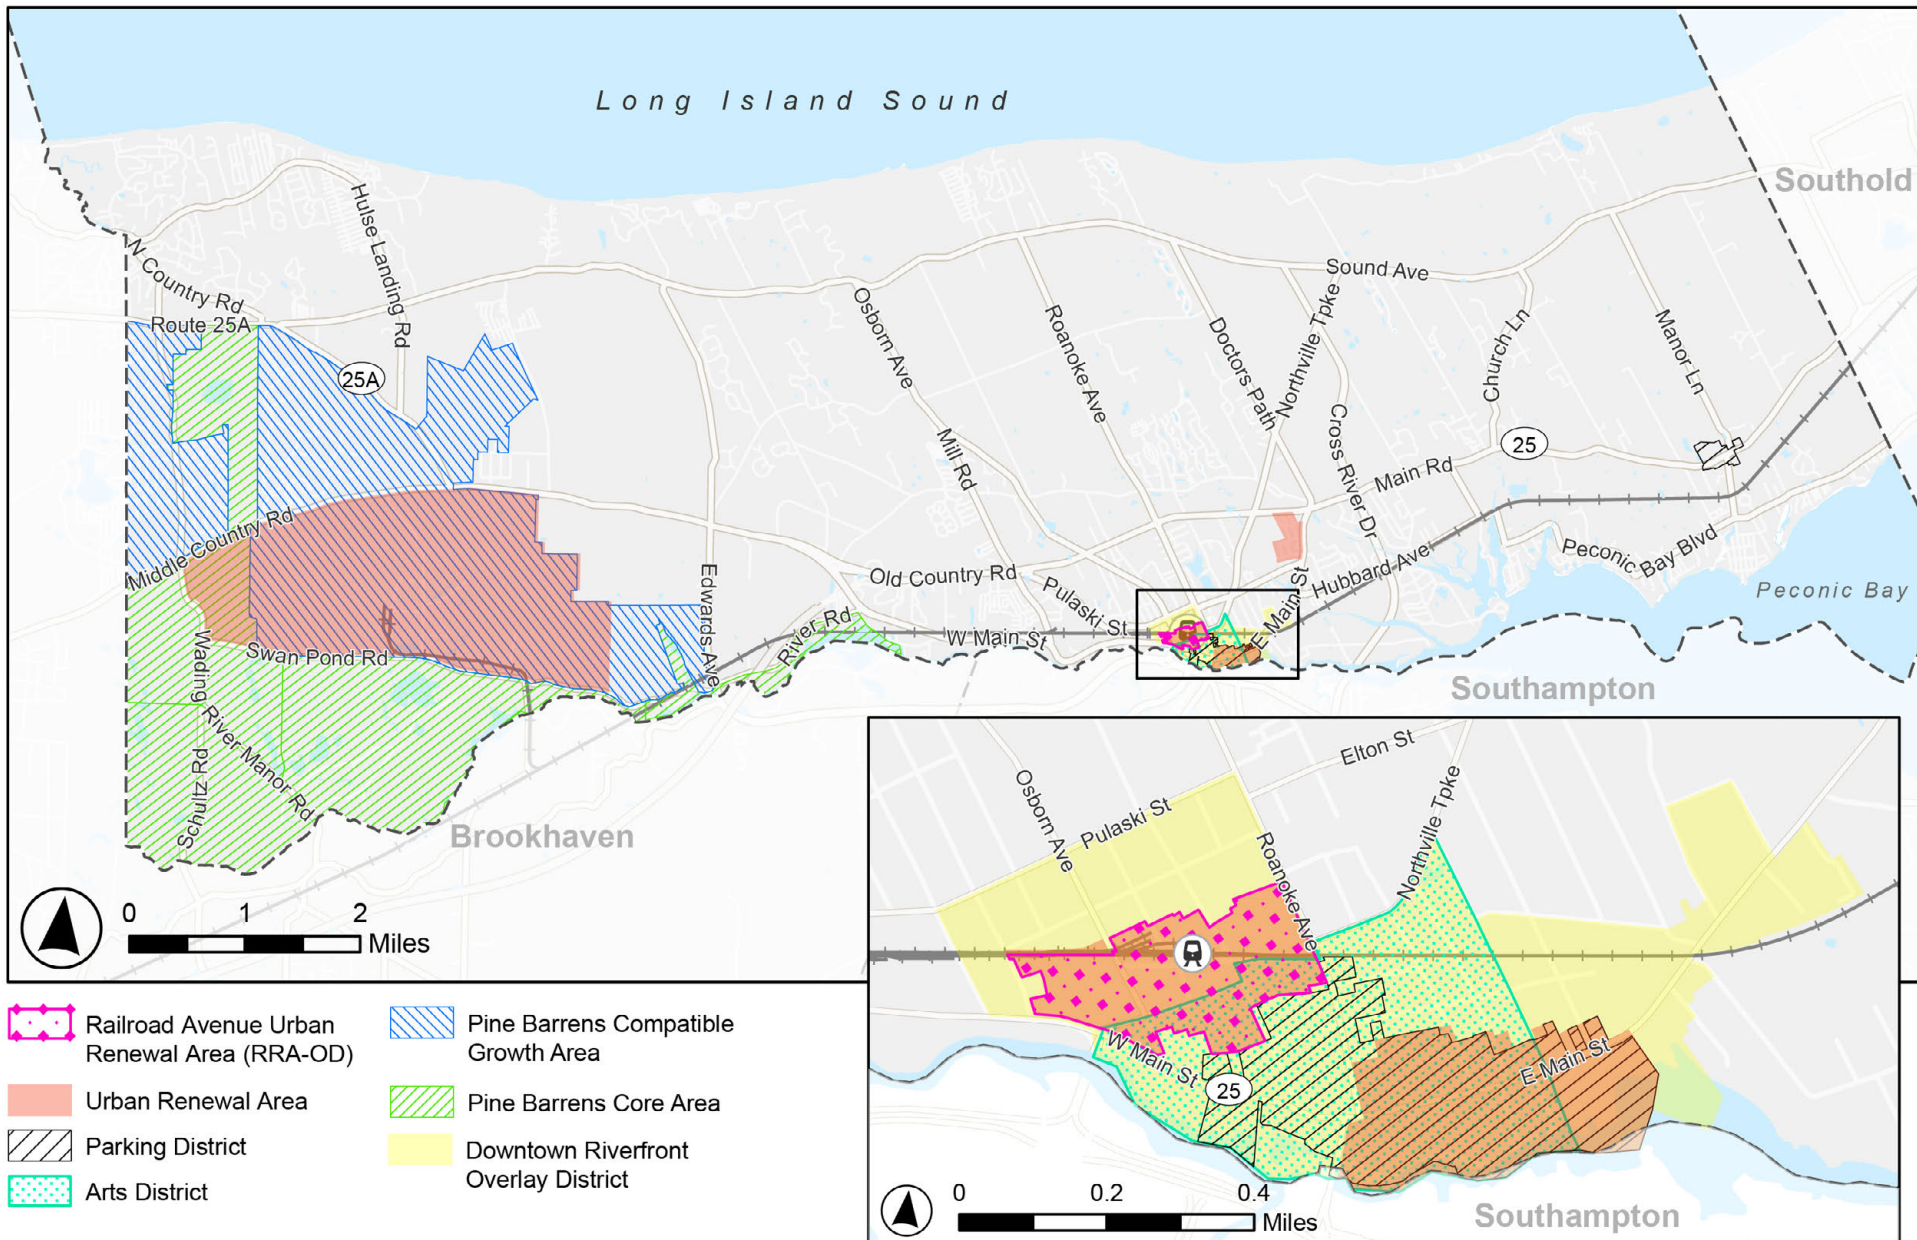 Long Island Sound
Southold
N Country Rd
Hulse Landing Rd
Route 25A
25A
Sound Ave
Osborn Ave
Roanoke Ave
Doctors Path
Northville Tpke
Church Ln
Manor Ln
Mill Rd
Cross River Dr
Main Rd
25
Middle Country Rd
Old Country Rd
Pulaski St
Hubbard Ave
Peconic Bay Blvd
Peconic Bay
Edwards Ave
River Rd
W Main St
E Main St
Wading River Manor Rd
Swan Pond Rd
Schultz Rd
Southampton
Brookhaven
0 1 2
Miles
Elton St
Osborn Ave
Pulaski St
Northville Tpke
Roanoke Ave
W Main St
25
E Main St
0 0.2 0.4
Miles
Southampton
Railroad Avenue Urban
Renewal Area (RRA-OD)
Urban Renewal Area
Parking District
Arts District
Pine Barrens Compatible
Growth Area
Pine Barrens Core Area
Downtown Riverfront
Overlay District